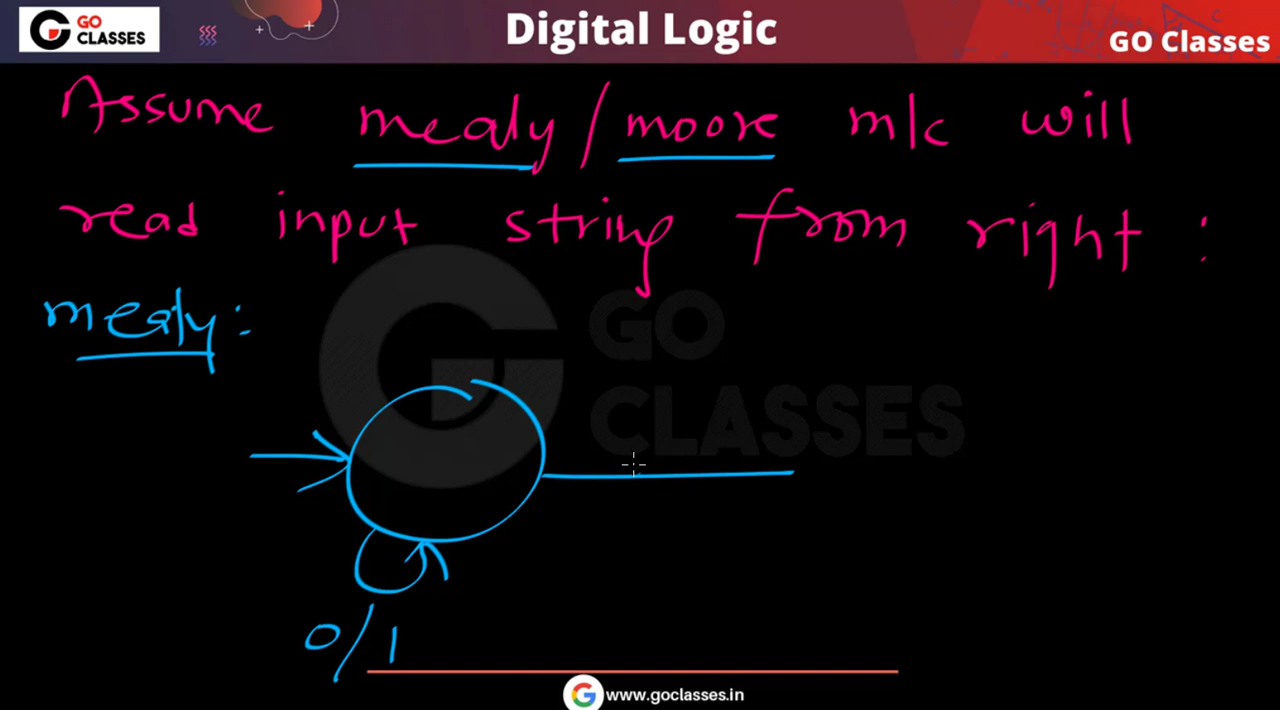 GO
CLASSES
Digital Logic
GO Classes
Assume mealy/moore m/c will
read input string from right :
mealy:
GO
CLASSES
0/1
www.goclasses.in